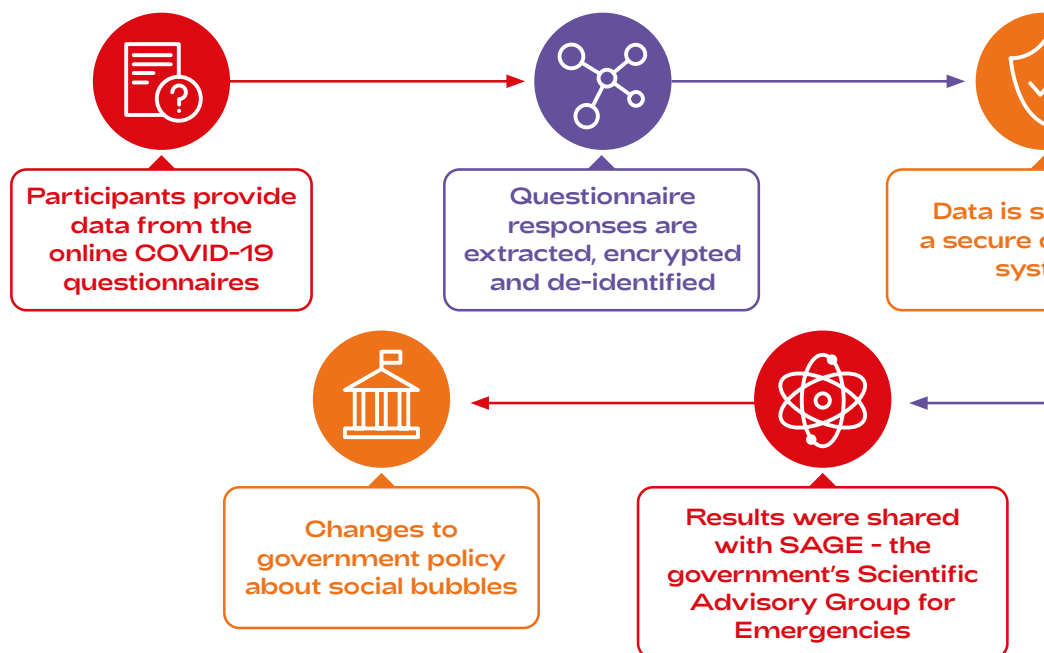 Participants provide
data from the
online COVID-19
questionnaires
Questionnaire
responses are
extracted, encrypted
and de-identified
Data is
a secure
Changes to
government policy
about social bubbles
Results were shared
with SAGE - the
government's Scientific
Advisory Group for
Emergencies